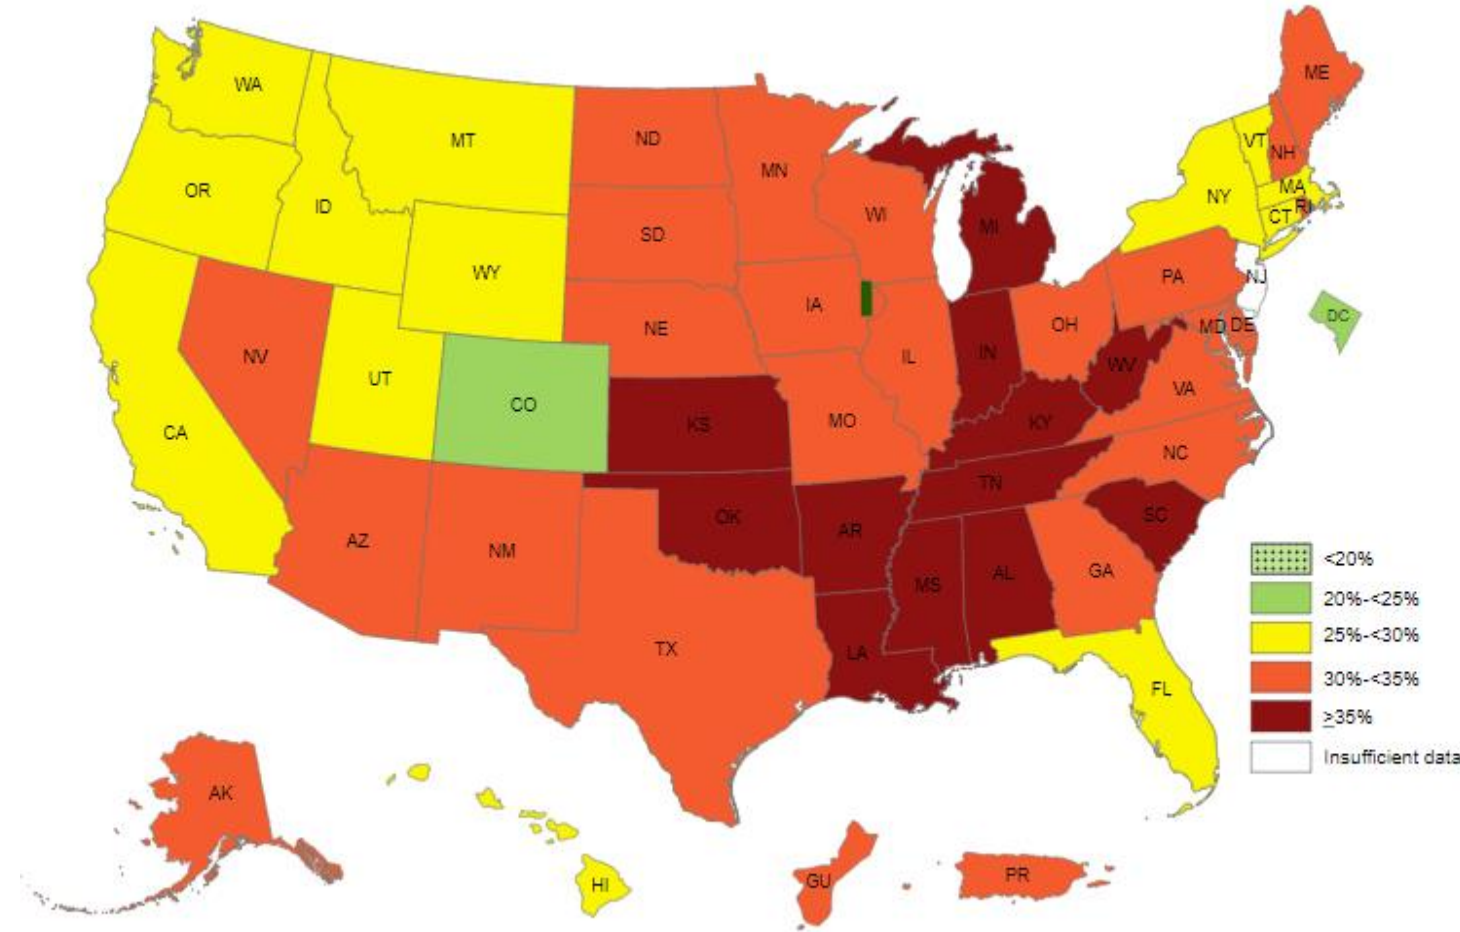 ME
WA
ND
MT
VT
NH
MN
OR
MA
NY
ID
RI
WI
CT
MI
SD
WY
PA
NJ
IA
DC
OH
MD
DE
NE
IN
NV
IL
WV
UT
VA
CO
MO
KY
KS
CA
NC
TN
SC
OK
AR
AZ
NM
<20%
GA
AL
MS
20%-<25%
25%-<30%
TX
LA
30%-<35%
FL
≥35%
Insufficient data
AK
PR
GU
HI